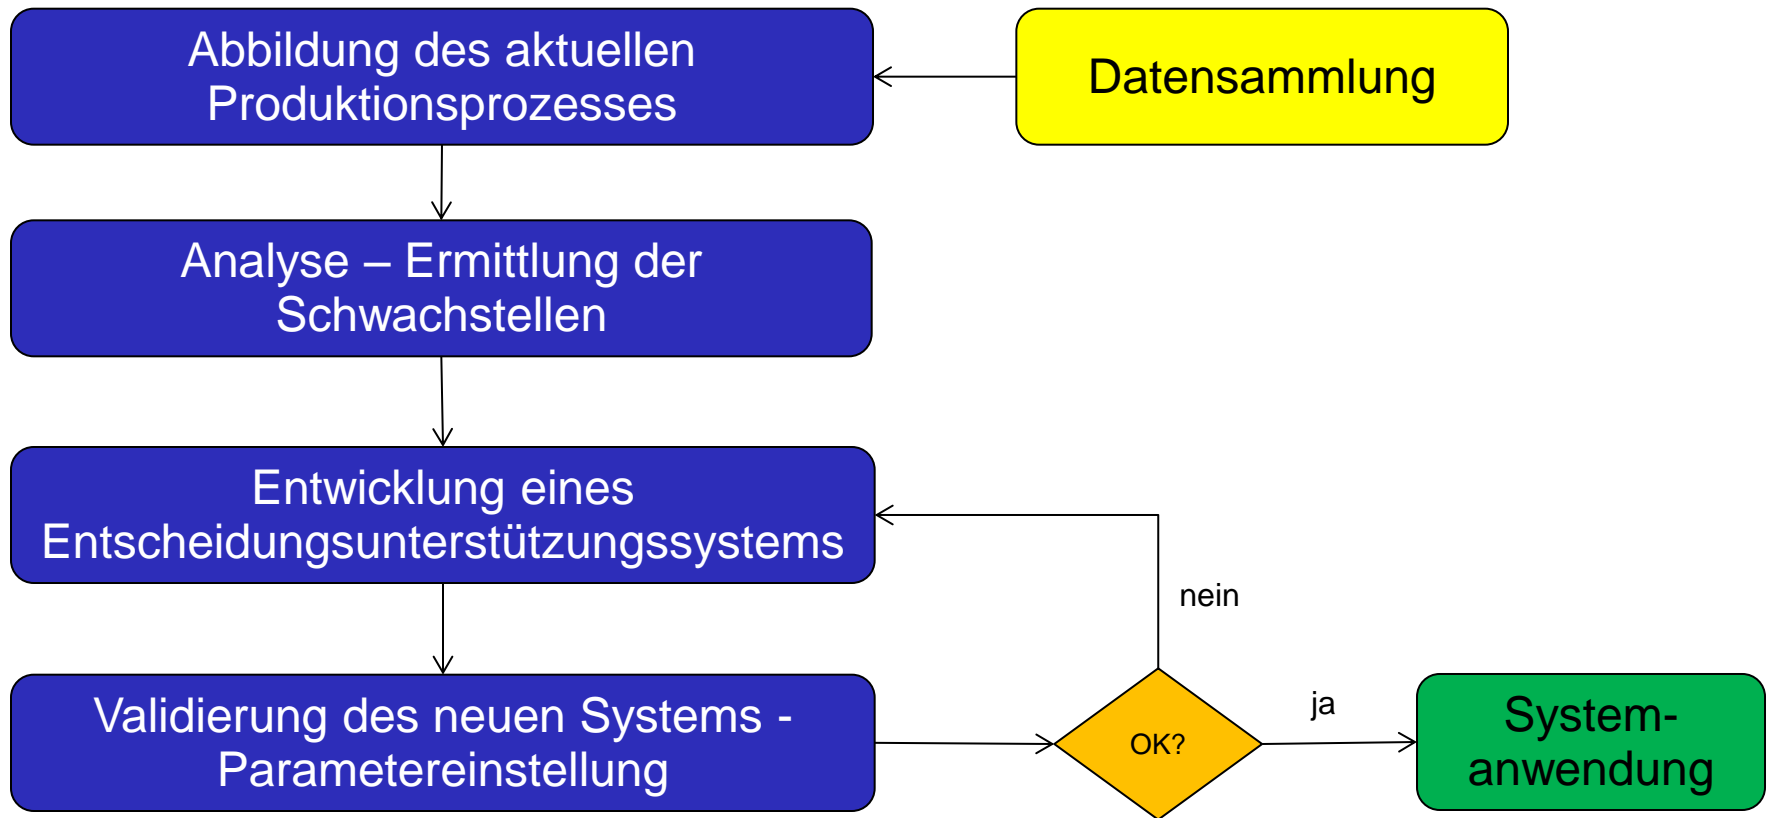 Abbildung des aktuellen
Produktionsprozesses
Datensammlung
Analyse – Ermittlung der
Schwachstellen
Entwicklung eines
Entscheidungsunterstützungssystems
nein
Validierung des neuen Systems -
Parametereinstellung
OK?
ja
System-
anwendung